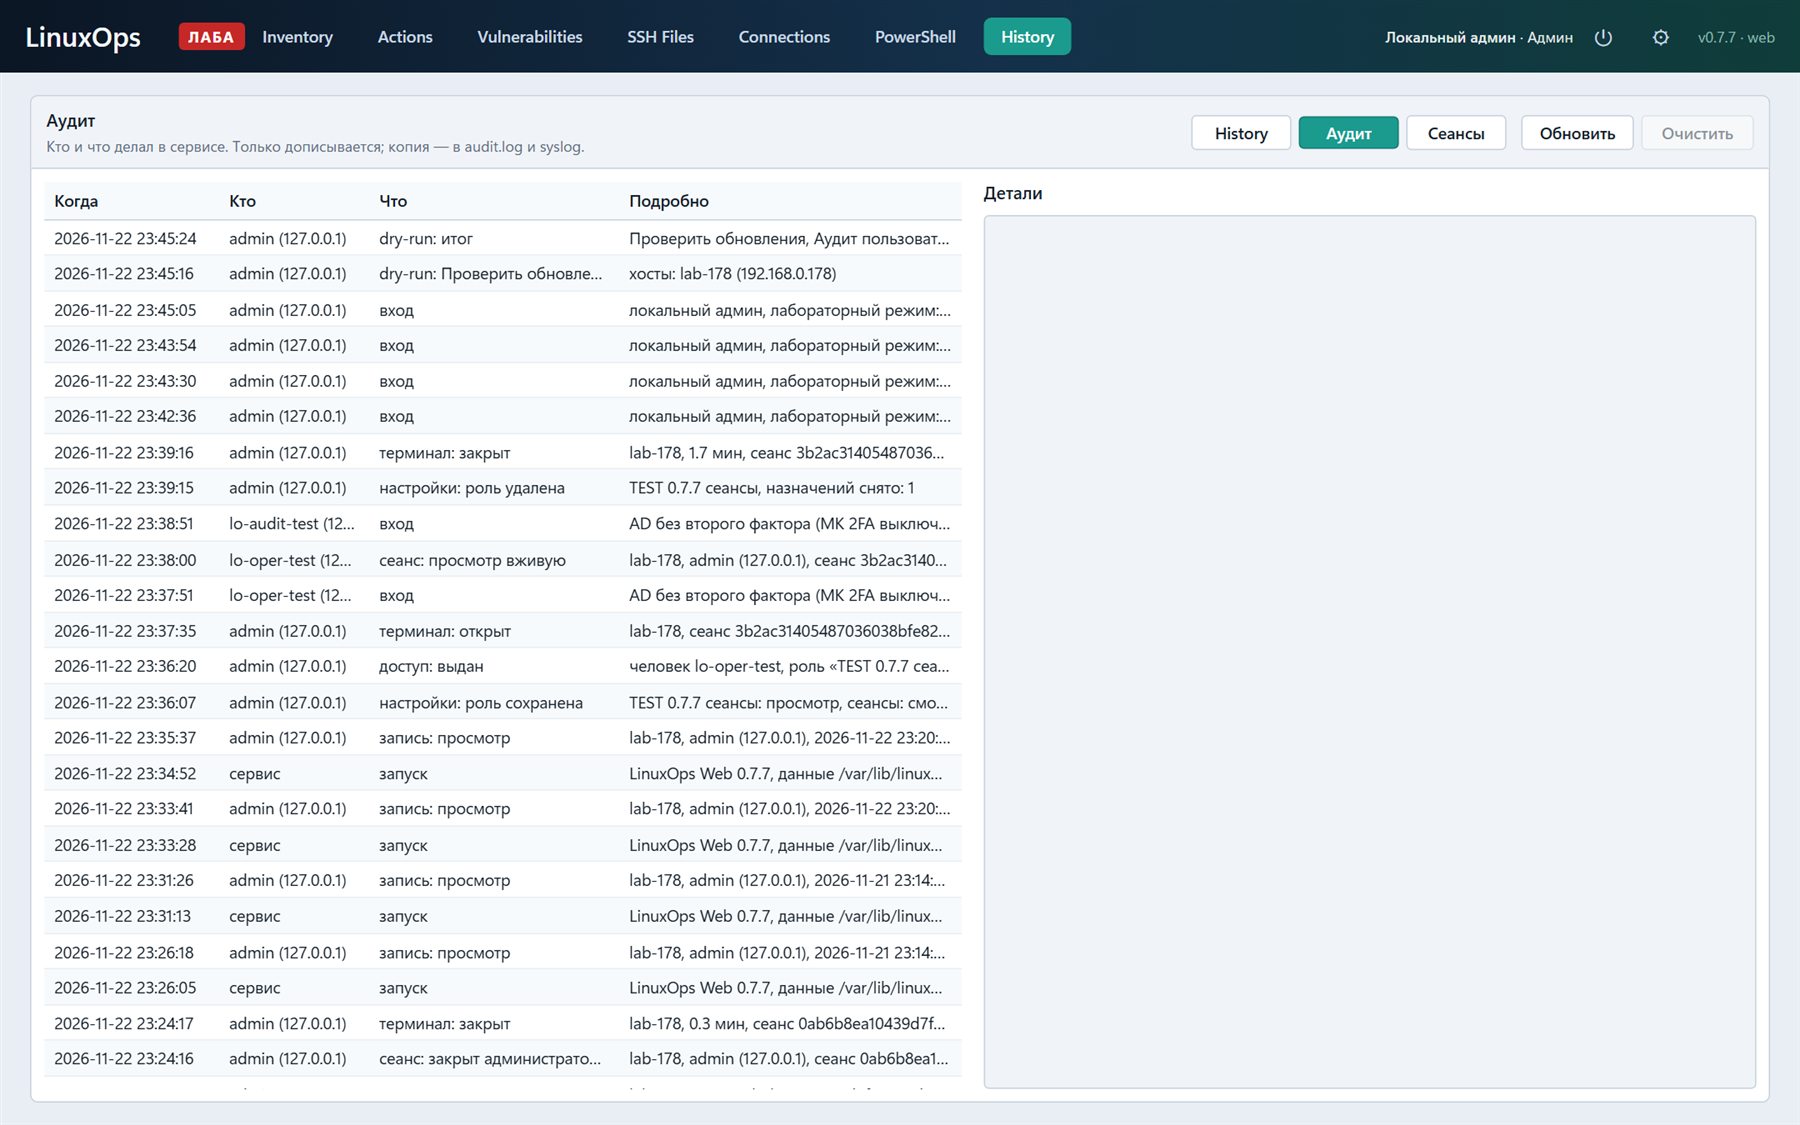 LinuxOps ЛАБА Inventory Actions Vulnerabilities SSH Files Connections PowerShell History Локальный админ · Админ v0.7.7 · web
Аудит
Кто и что делал в сервисе. Только дописывается; копия — в audit.log и syslog.
History Аудит Сеансы Обновить Очистить
Когда Кто Что Подробно
2026-11-22 23:45:24 admin (127.0.0.1) dry-run: итог Проверить обновления, Аудит пользоват...
2026-11-22 23:45:16 admin (127.0.0.1) dry-run: Проверить обновле... хосты: lab-178 (192.168.0.178)
2026-11-22 23:45:05 admin (127.0.0.1) вход локальный админ, лабораторный режим:...
2026-11-22 23:43:54 admin (127.0.0.1) вход локальный админ, лабораторный режим:...
2026-11-22 23:43:30 admin (127.0.0.1) вход локальный админ, лабораторный режим:...
2026-11-22 23:42:36 admin (127.0.0.1) вход локальный админ, лабораторный режим:...
2026-11-22 23:39:16 admin (127.0.0.1) терминал: закрыт lab-178, 1.7 мин, сеанс 3b2ac31405487036...
2026-11-22 23:39:15 admin (127.0.0.1) настройки: роль удалена TEST 0.7.7 сеансы, назначений снято: 1
2026-11-22 23:38:51 lo-audit-test (12... вход AD без второго фактора (МК 2FA выключ...
2026-11-22 23:38:00 lo-oper-test (12... сеанс: просмотр вживую lab-178, admin (127.0.0.1), сеанс 3b2ac3140...
2026-11-22 23:37:51 lo-oper-test (12... вход AD без второго фактора (МК 2FA выключ...
2026-11-22 23:37:35 admin (127.0.0.1) терминал: открыт lab-178, сеанс 3b2ac31405487036038bfe82...
2026-11-22 23:36:20 admin (127.0.0.1) доступ: выдан человек lo-oper-test, роль «TEST 0.7.7 сеа...
2026-11-22 23:36:07 admin (127.0.0.1) настройки: роль сохранена TEST 0.7.7 сеансы: просмотр, сеансы: смо...
2026-11-22 23:35:37 admin (127.0.0.1) запись: просмотр lab-178, admin (127.0.0.1), 2026-11-22 23:20:...
2026-11-22 23:34:52 сервис запуск LinuxOps Web 0.7.7, данные /var/lib/linux...
2026-11-22 23:33:41 admin (127.0.0.1) запись: просмотр lab-178, admin (127.0.0.1), 2026-11-22 23:20:...
2026-11-22 23:33:28 сервис запуск LinuxOps Web 0.7.7, данные /var/lib/linux...
2026-11-22 23:31:26 admin (127.0.0.1) запись: просмотр lab-178, admin (127.0.0.1), 2026-11-21 23:14:...
2026-11-22 23:31:13 сервис запуск LinuxOps Web 0.7.7, данные /var/lib/linux...
2026-11-22 23:26:18 admin (127.0.0.1) запись: просмотр lab-178, admin (127.0.0.1), 2026-11-21 23:14:...
2026-11-22 23:26:05 сервис запуск LinuxOps Web 0.7.7, данные /var/lib/linux...
2026-11-22 23:24:17 admin (127.0.0.1) терминал: закрыт lab-178, 0.3 мин, сеанс 0ab6b8ea10439d7f...
2026-11-22 23:24:16 admin (127.0.0.1) сеанс: закрыт администрато... lab-178, admin (127.0.0.1), сеанс 0ab6b8ea1...
Детали